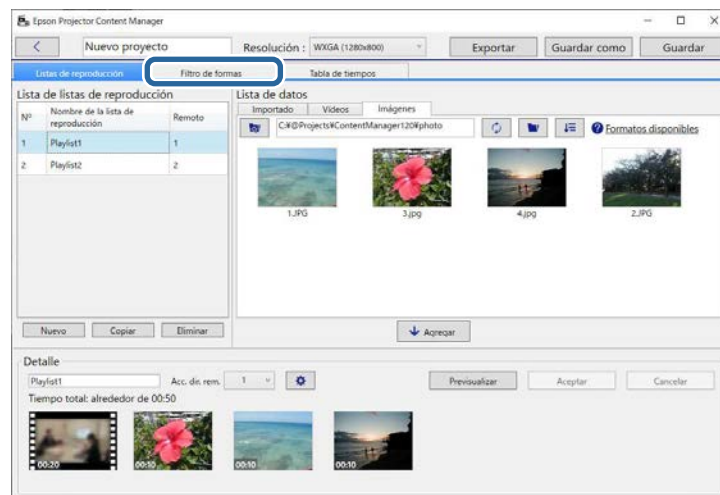 Epson Projector Content Manager
Nuevo proyecto Resolución : WXGA (1280x800) Exportar Guardar como Guardar
Listas de reproducción Filtro de formas Tabla de tiempos
Lista de listas de reproducción Lista de datos
Importado Videos Imágenes
Nº Nombre de la lista de reproducción Remoto
C:¥@Projects¥ContentManager120¥photo Formatos disponibles
1 Playlist1 1
2 Playlist2 2
1.JPG 3.jpg 4.jpg 2.JPG
Nuevo Copiar Eliminar Agregar
Detalle
Playlist1 Acc. dir. rem. 1 Previsualizar Aceptar Cancelar
Tiempo total: alrededor de 00:50
00:20 00:10 00:10 00:10